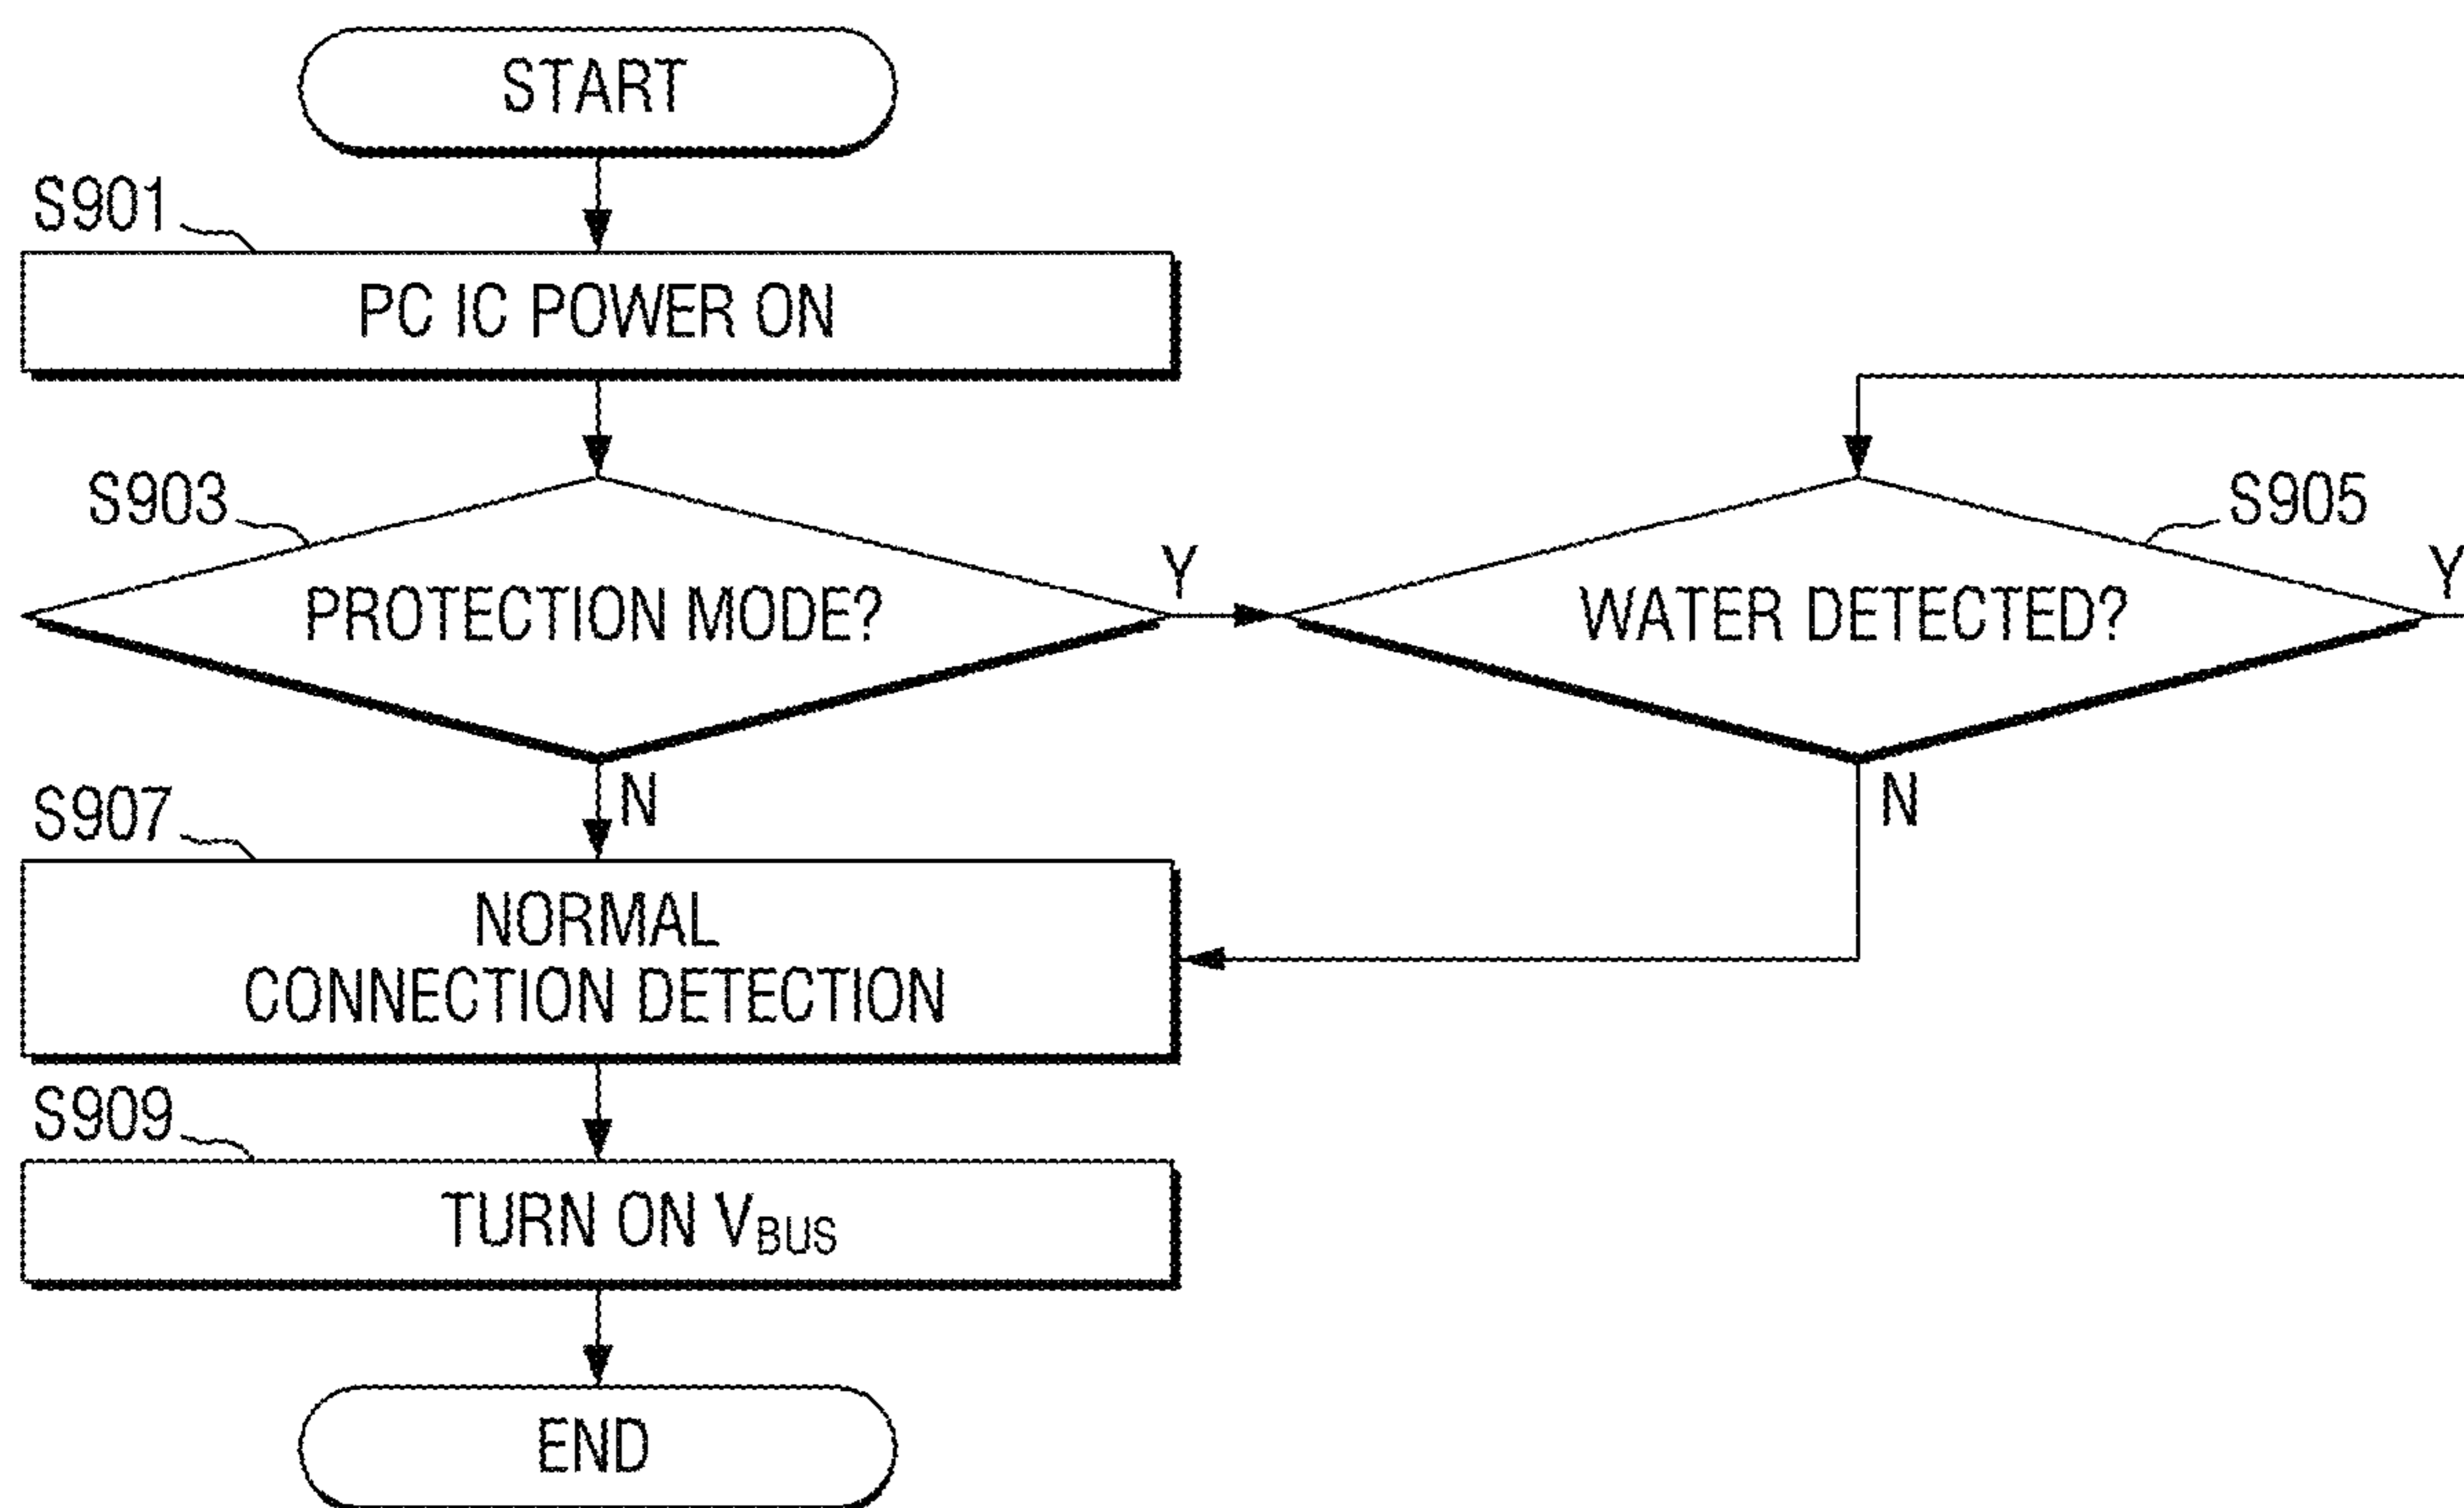 START
S901
PC IC POWER ON
S903
PROTECTION MODE?
Y
S905
WATER DETECTED?
Y
N
N
S907
NORMAL
CONNECTION DETECTION
S909
TURN ON VBUS
END